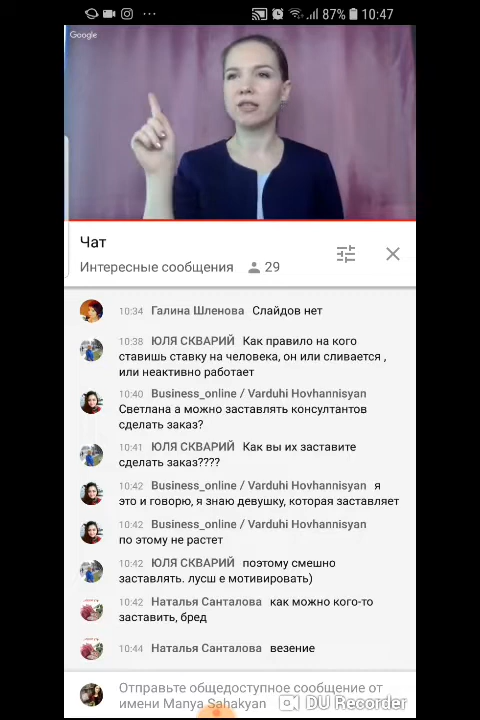 87% 10:47
Google
Чат
Интересные сообщения 29
10:34 Галина Шленова Слайдов нет
10:38 ЮЛЯ СКВАРИЙ Как правило на кого
ставишь ставку на человека, он или сливается ,
или неактивно работает
10:40 Business_online / Varduhi Hovhannisyan
Светлана а можно заставлять консултантов
сделать заказ?
10:41 ЮЛЯ СКВАРИЙ Как вы их заставите
сделать заказ????
10:42 Business_online / Varduhi Hovhannisyan я
это и говорю, я знаю девушку, которая заставляет
10:42 Business_online / Varduhi Hovhannisyan
по этому не растет
10:42 ЮЛЯ СКВАРИЙ поэтому смешно
заставлять. лусш е мотивировать)
10:42 Наталья Санталова как можно кого-то
заставить, бред
10:44 Наталья Санталова везение
Отправьте общедоступное сообщение от
имени Manya Sahakyan
DU Recorder